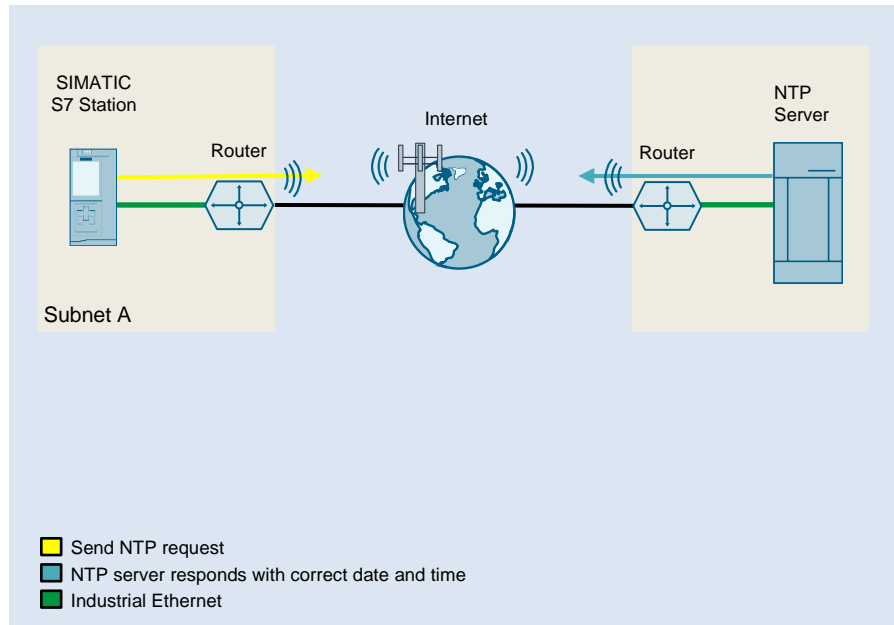 SIMATIC
S7 Station
Router
Internet
Router
NTP
Server
Subnet A
Send NTP request
NTP server responds with correct date and time
Industrial Ethernet